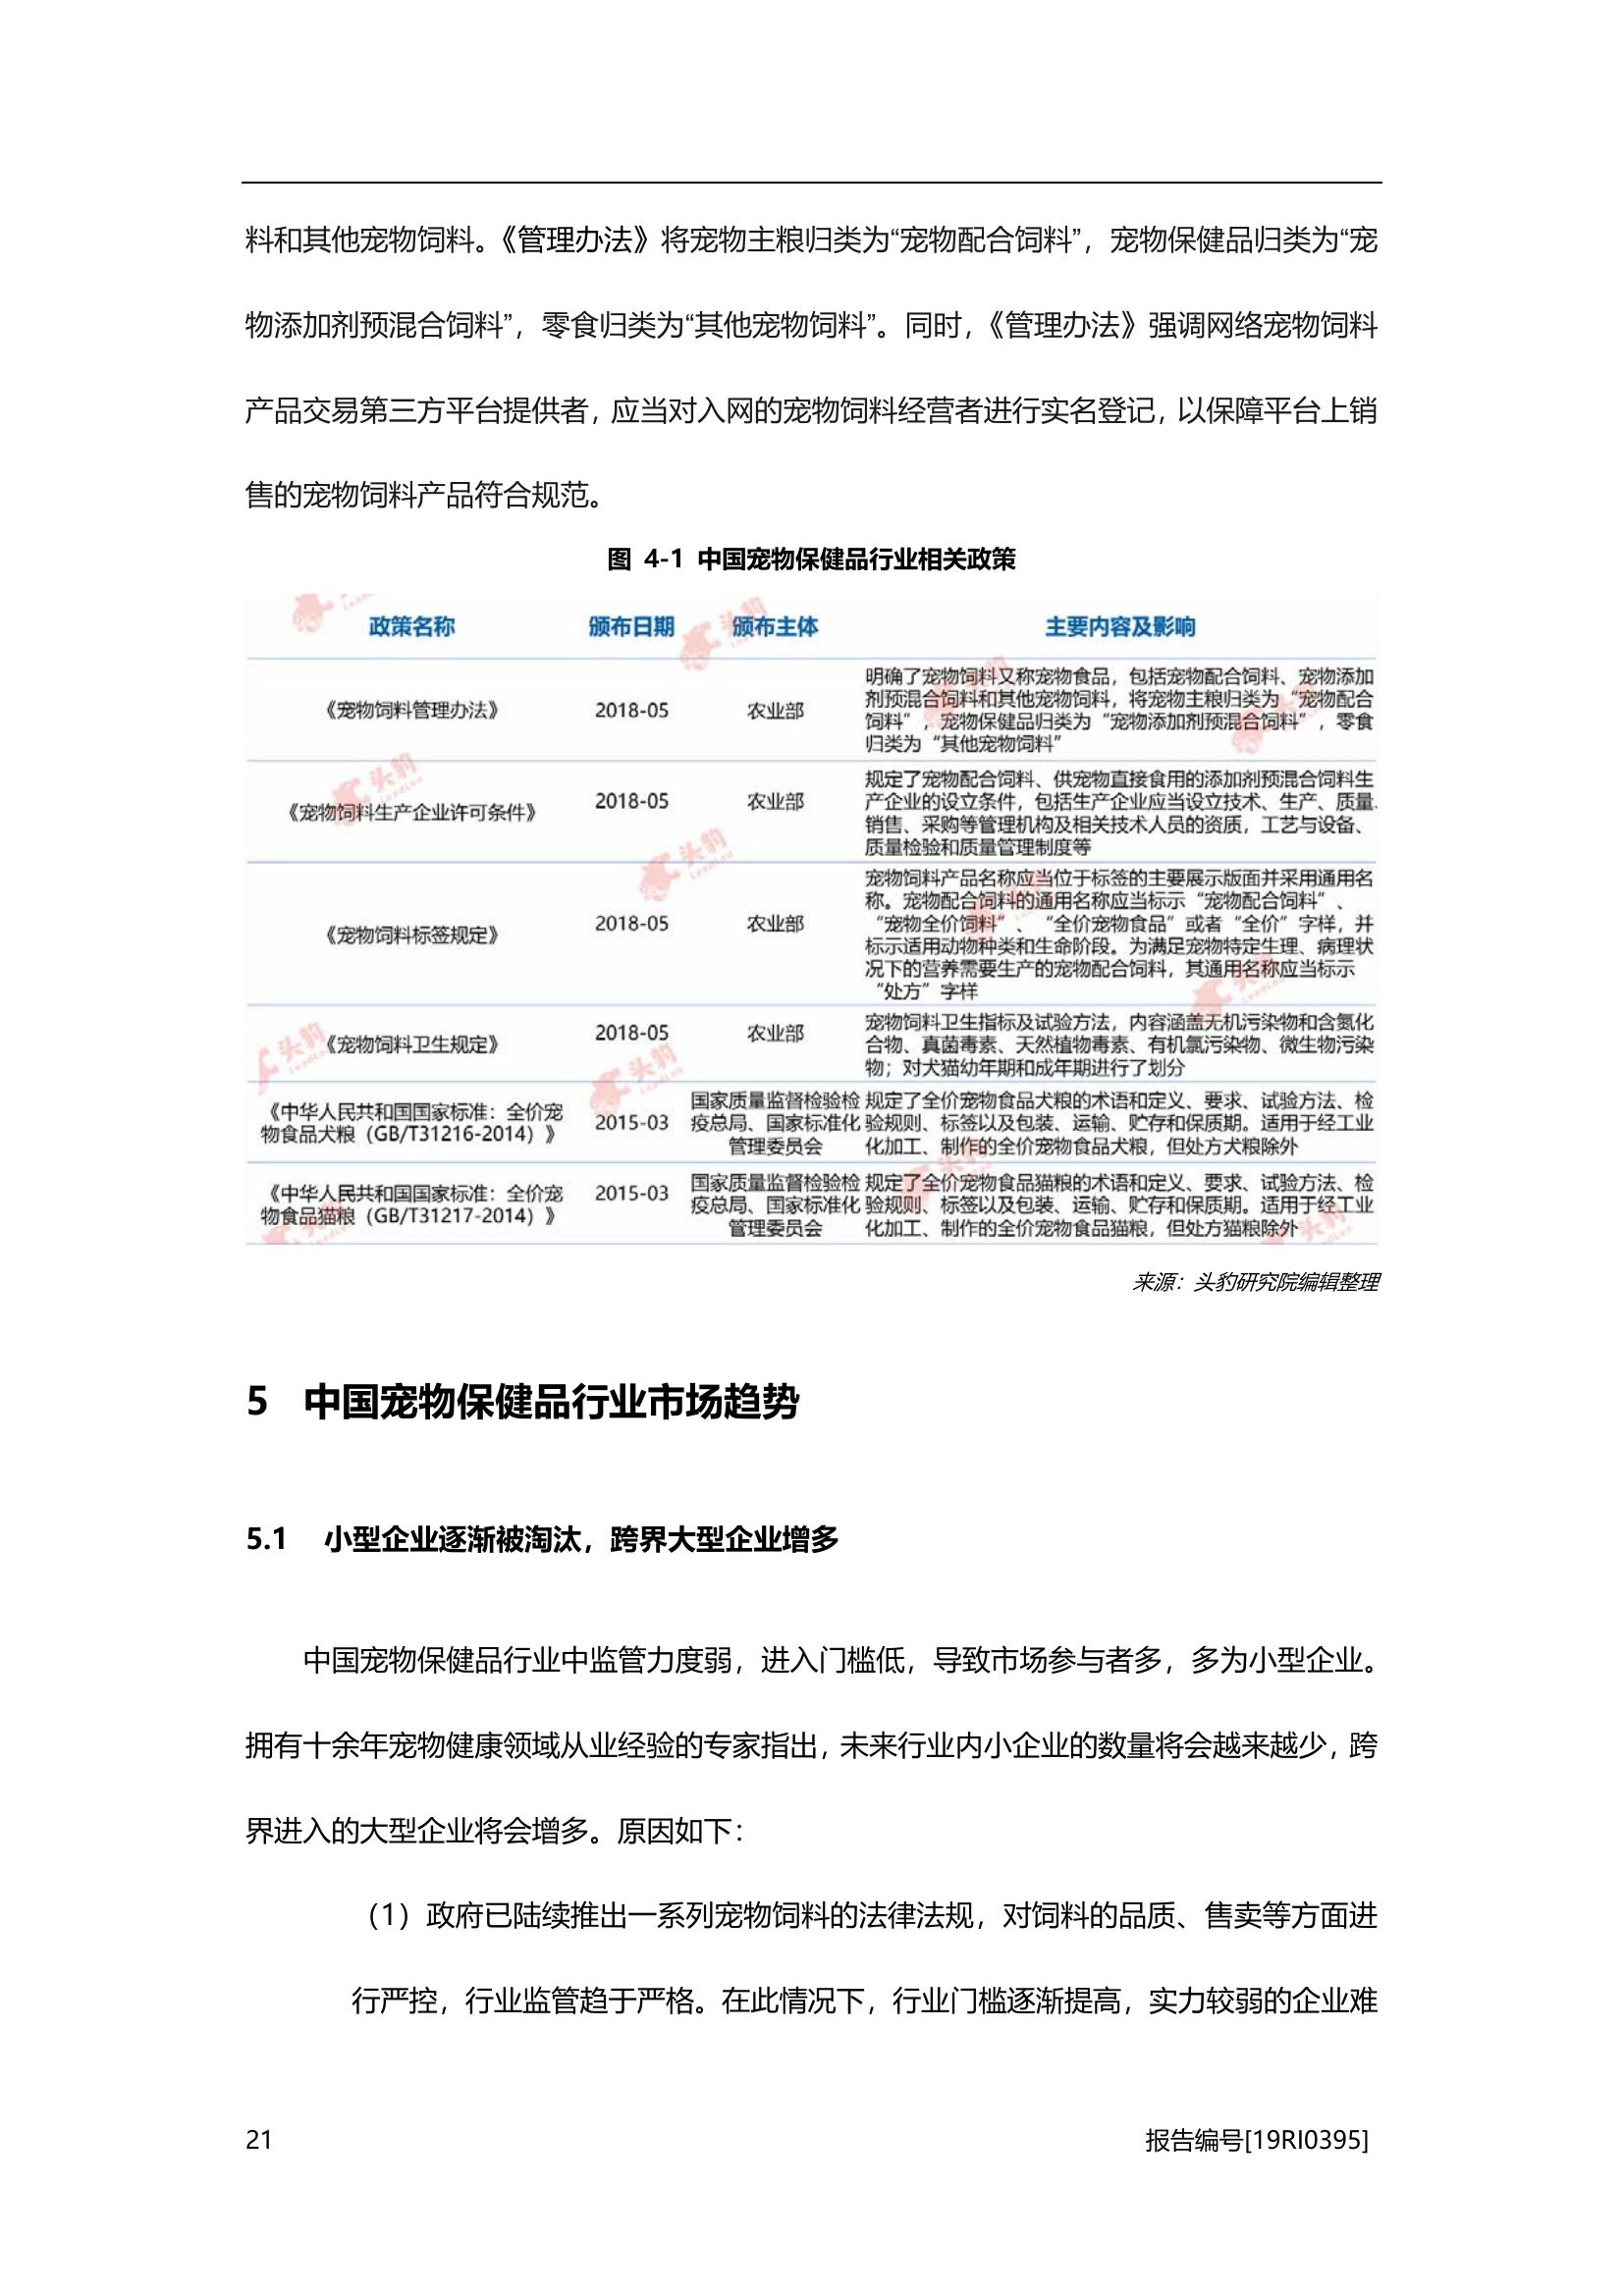 料和其他宠物饲料。《管理办法》将宠物主粮归类为“宠物配合饲料”，宠物保健品归类为“宠
物添加剂预混合饲料”，零食归类为“其他宠物饲料”。同时，《管理办法》强调网络宠物饲料
产品交易第三方平台提供者，应当对入网的宠物饲料经营者进行实名登记，以保障平台上销
售的宠物饲料产品符合规范。
图 4-1 中国宠物保健品行业相关政策
政策名称 颁布日期 颁布主体 主要内容及影响
《宠物饲料管理办法》 2018-05 农业部
明确了宠物饲料又称宠物食品，包括宠物配合饲料、宠物添加
剂预混合饲料和其他宠物饲料，将宠物主粮归类为“宠物配合
饲料”，宠物保健品归类为“宠物添加剂预混合饲料”，零食
归类为“其他宠物饲料”
《宠物饲料生产企业许可条件》 2018-05 农业部
规定了宠物配合饲料、供宠物直接食用的添加剂预混合饲料生
产企业的设立条件，包括生产企业应当设立技术、生产、质量、
销售、采购等管理机构及相关技术人员的资质，工艺与设备、
质量检验和质量管理制度等
《宠物饲料标签规定》 2018-05 农业部
宠物饲料产品名称应当位于标签的主要展示版面并采用通用名
称。宠物配合饲料的通用名称应当标示“宠物配合饲料”、
“宠物全价饲料”、“全价宠物食品”或者“全价”字样，并
标示适用动物种类和生命阶段。为满足宠物特定生理、病理状
况下的营养需要生产的宠物配合饲料，其通用名称应当标示
“处方”字样
《宠物饲料卫生规定》 2018-05 农业部
宠物饲料卫生指标及试验方法，内容涵盖无机污染物和含氮化
合物、真菌毒素、天然植物毒素、有机氯污染物、微生物污染
物；对犬猫幼年期和成年期进行了划分
《中华人民共和国国家标准：全价宠
物食品犬粮（GB/T31216-2014）》
2015-03
国家质量监督检验检
疫总局、国家标准化
管理委员会
规定了全价宠物食品犬粮的术语和定义、要求、试验方法、检
验规则、标签以及包装、运输、贮存和保质期。适用于经工业
化加工、制作的全价宠物食品犬粮，但处方犬粮除外
《中华人民共和国国家标准：全价宠
物食品猫粮（GB/T31217-2014）》
2015-03
国家质量监督检验检
疫总局、国家标准化
管理委员会
规定了全价宠物食品猫粮的术语和定义、要求、试验方法、检
验规则、标签以及包装、运输、贮存和保质期。适用于经工业
化加工、制作的全价宠物食品猫粮，但处方猫粮除外
来源：头豹研究院编辑整理
5 中国宠物保健品行业市场趋势
5.1 小型企业逐渐被淘汰，跨界大型企业增多
中国宠物保健品行业中监管力度弱，进入门槛低，导致市场参与者多，多为小型企业。
拥有十余年宠物健康领域从业经验的专家指出，未来行业内小企业的数量将会越来越少，跨
界进入的大型企业将会增多。原因如下：
（1）政府已陆续推出一系列宠物饲料的法律法规，对饲料的品质、售卖等方面进
行严控，行业监管趋于严格。在此情况下，行业门槛逐渐提高，实力较弱的企业难
21 报告编号[19RI0395]